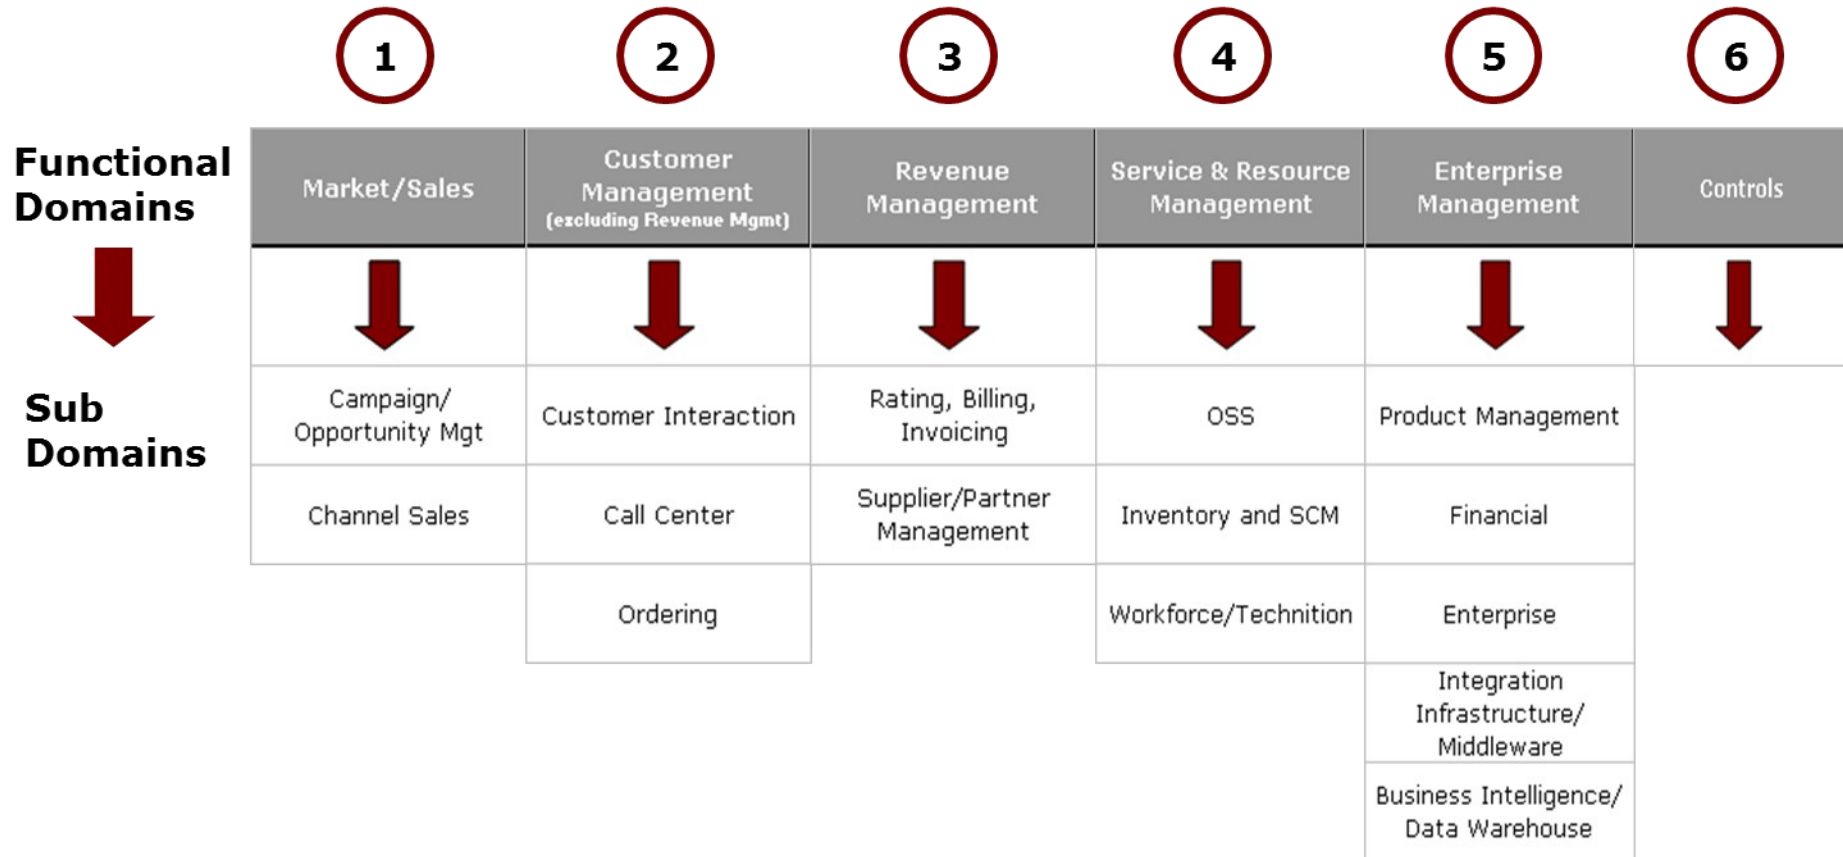 1
2
3
4
5
6
Functional
Domains
Market/Sales
Customer
Management
(excluding Revenue Mgmt)
Revenue
Management
Service & Resource
Management
Enterprise
Management
Controls
Sub
Domains
Campaign/
Opportunity Mgt
Customer Interaction
Rating, Billing,
Invoicing
OSS
Product Management
Channel Sales
Call Center
Supplier/Partner
Management
Inventory and SCM
Financial
Ordering
Workforce/Technition
Enterprise
Integration
Infrastructure/
Middleware
Business Intelligence/
Data Warehouse